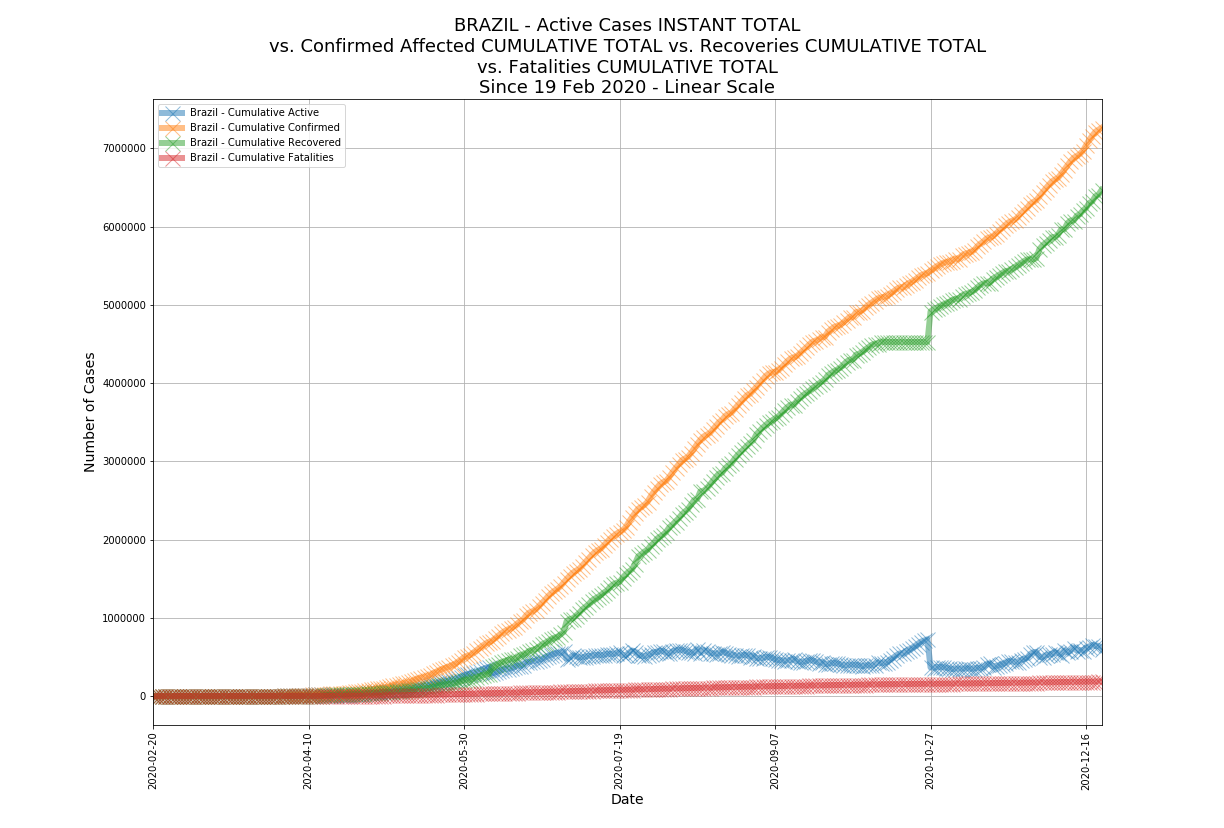 BRAZIL - Active Cases INSTANT TOTAL
vs. Confirmed Affected CUMULATIVE TOTAL vs. Recoveries CUMULATIVE TOTAL
vs. Fatalities CUMULATIVE TOTAL
Since 19 Feb 2020 - Linear Scale
Brazil - Cumulative Active
Brazil - Cumulative Confirmed
Brazil - Cumulative Recovered
Brazil - Cumulative Fatalities
Number of Cases
7000000
6000000
5000000
4000000
3000000
2000000
1000000
0
2020-02-20
2020-04-10
2020-05-30
2020-07-19
2020-09-07
2020-10-27
2020-12-16
Date